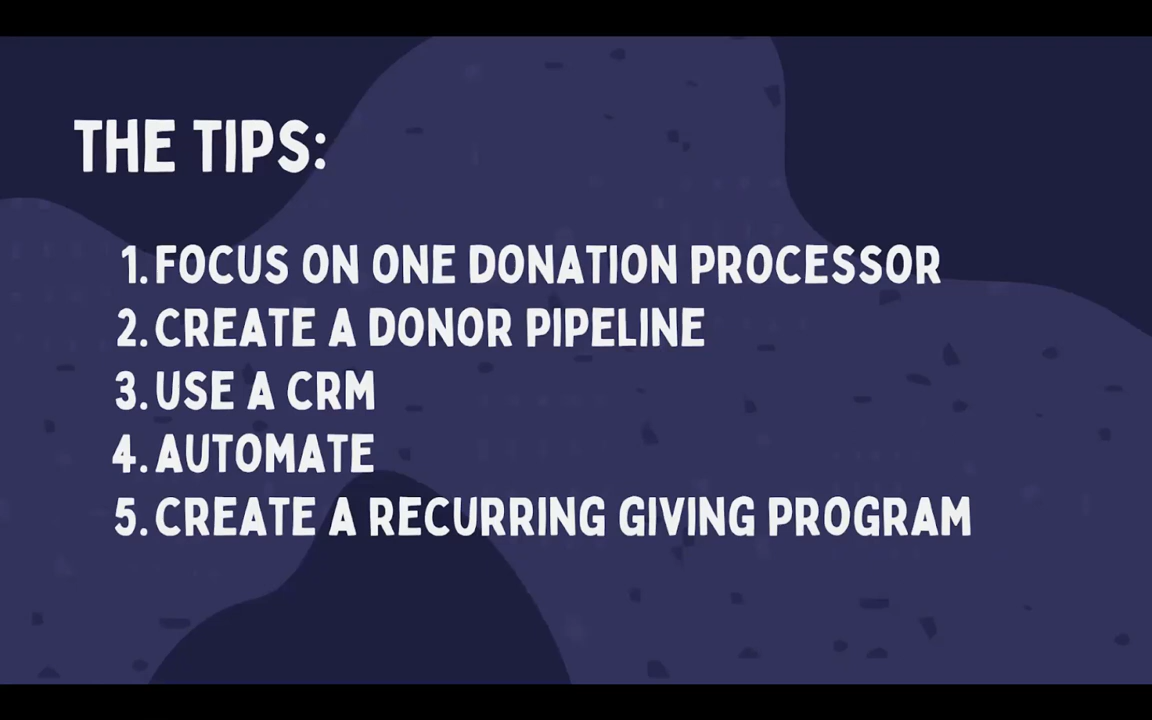 THE TIPS:
1. FOCUS ON ONE DONATION PROCESSOR
2. CREATE A DONOR PIPELINE
3. USE A CRM
4. AUTOMATE
5. CREATE A RECURRING GIVING PROGRAM